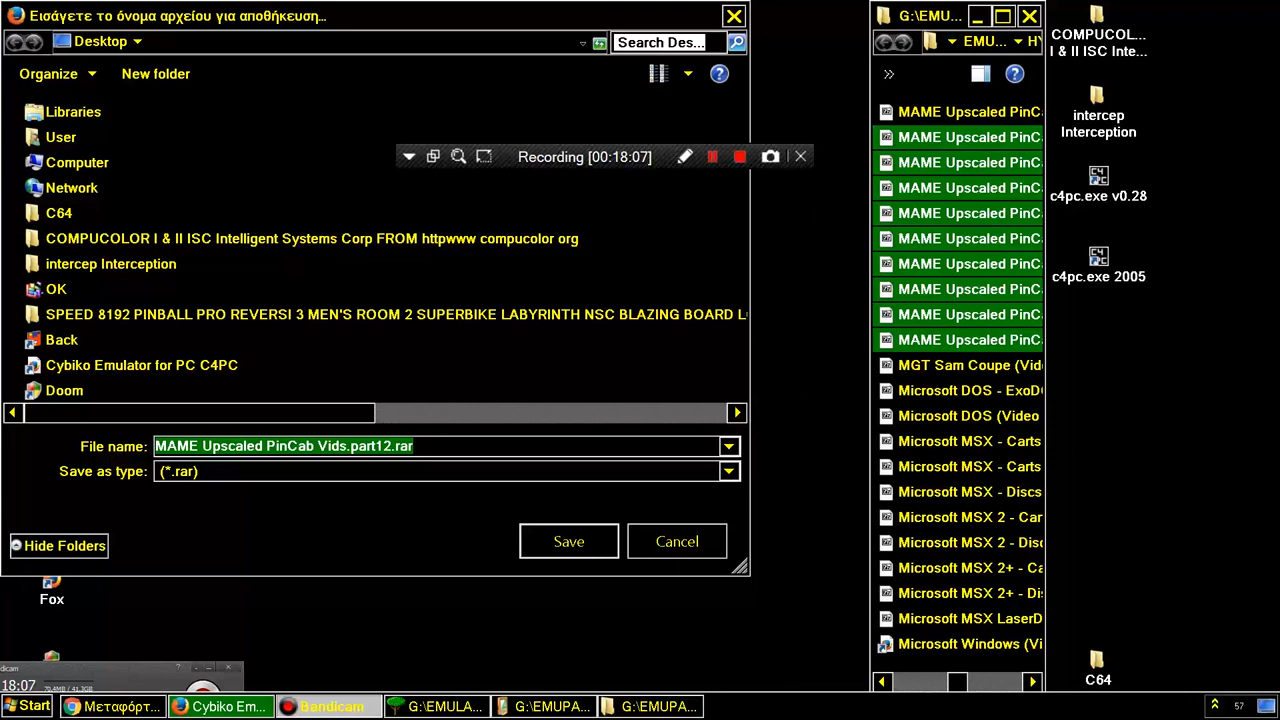 Εισάγετε το όνομα αρχείου για αποθήκευση…
Desktop
Search Des...
Organize
New folder
Libraries
User
Computer
Network
C64
COMPUCOLOR I & II ISC Intelligent Systems Corp FROM httpwww compucolor org
intercep Interception
OK
SPEED 8192 PINBALL PRO REVERSI 3 MEN'S ROOM 2 SUPERBIKE LABYRINTH NSC BLAZING BOARD L
Back
Cybiko Emulator for PC C4PC
Doom
File name: MAME Upscaled PinCab Vids.part12.rar
Save as type: (*.rar)
Hide Folders
Save
Cancel
Recording [00:18:07]
G:\EMU...
EMU...
HY
MAME Upscaled PinC
MAME Upscaled PinC
MAME Upscaled PinC
MAME Upscaled PinC
MAME Upscaled PinC
MAME Upscaled PinC
MAME Upscaled PinC
MAME Upscaled PinC
MAME Upscaled PinC
MAME Upscaled PinC
MGT Sam Coupe (Vid
Microsoft DOS - ExoD
Microsoft DOS (Video
Microsoft MSX - Carts
Microsoft MSX - Carts
Microsoft MSX - Discs
Microsoft MSX 2 - Car
Microsoft MSX 2 - Disc
Microsoft MSX 2+ - Ca
Microsoft MSX 2+ - Di
Microsoft MSX LaserD
Microsoft Windows (Vi
COMPUCOL...
I & II ISC Inte...
intercep
Interception
c4pc.exe v0.28
c4pc.exe 2005
C64
Fox
dicam
18:07
70.4MB / 41.3GB
Start
Μεταφόρτ...
Cybiko Em...
Bandicam
G:\EMULA...
G:\EMUPA...
G:\EMUPA...
57